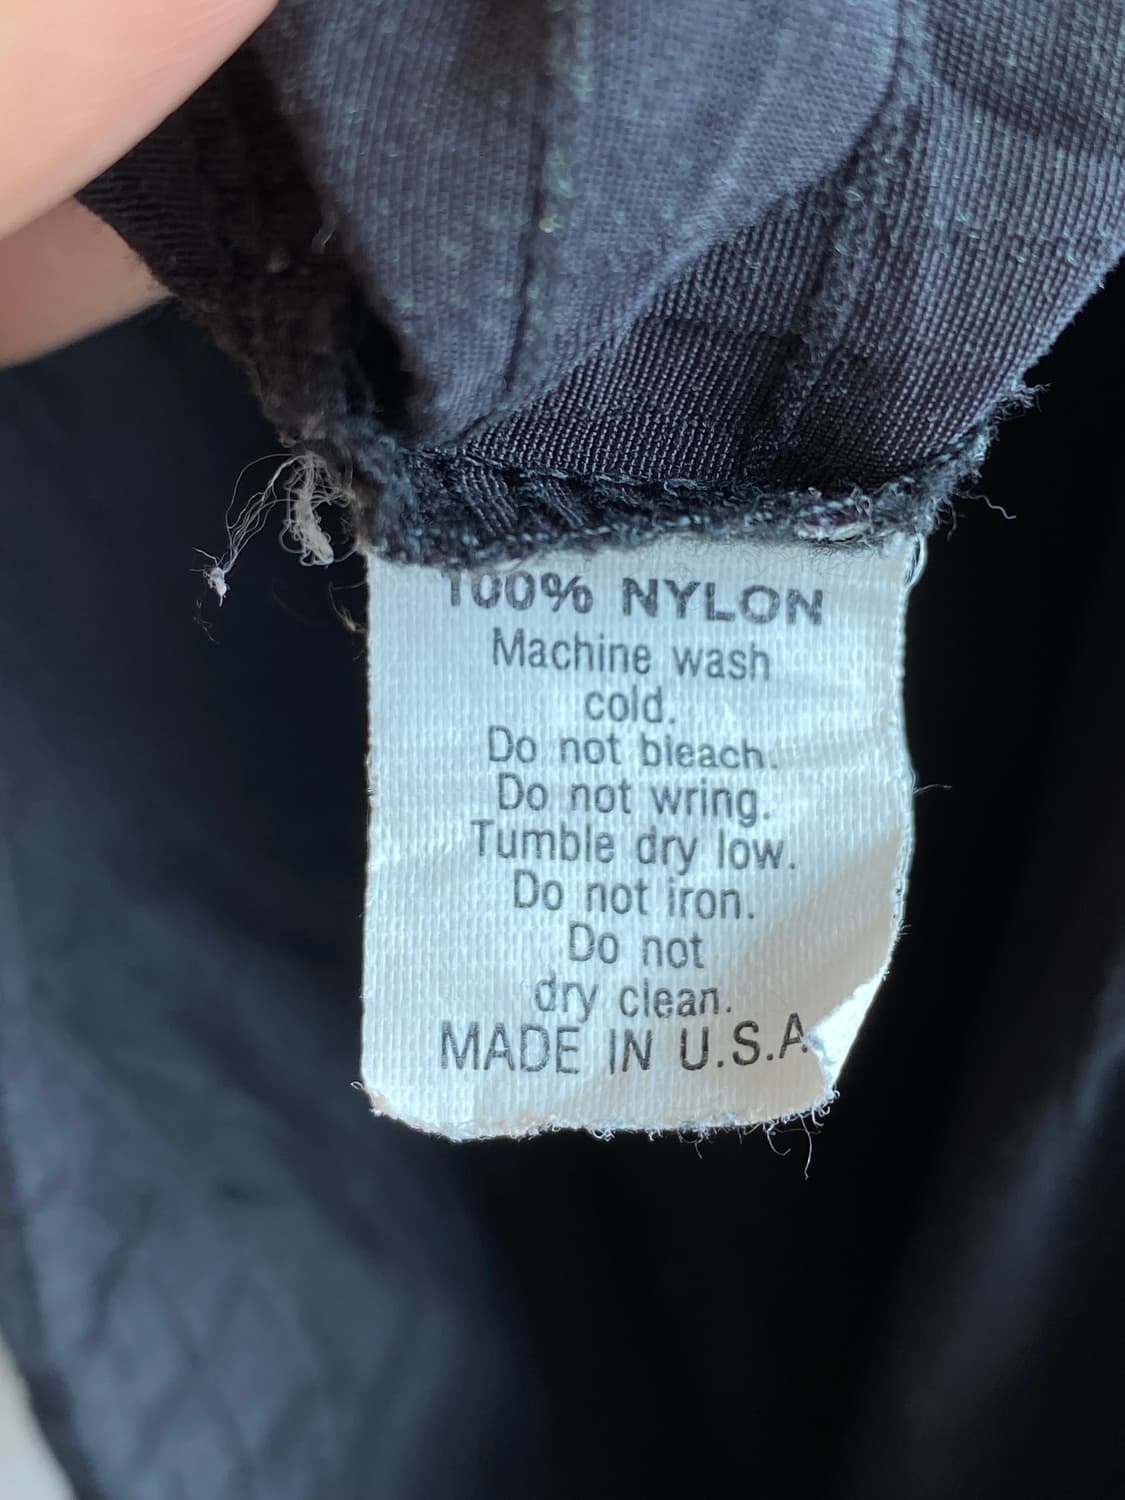 100% NYLON
Machine wash
cold.
Do not bleach.
Do not wring.
Tumble dry low.
Do not iron.
Do not
dry clean.
MADE IN U.S.A